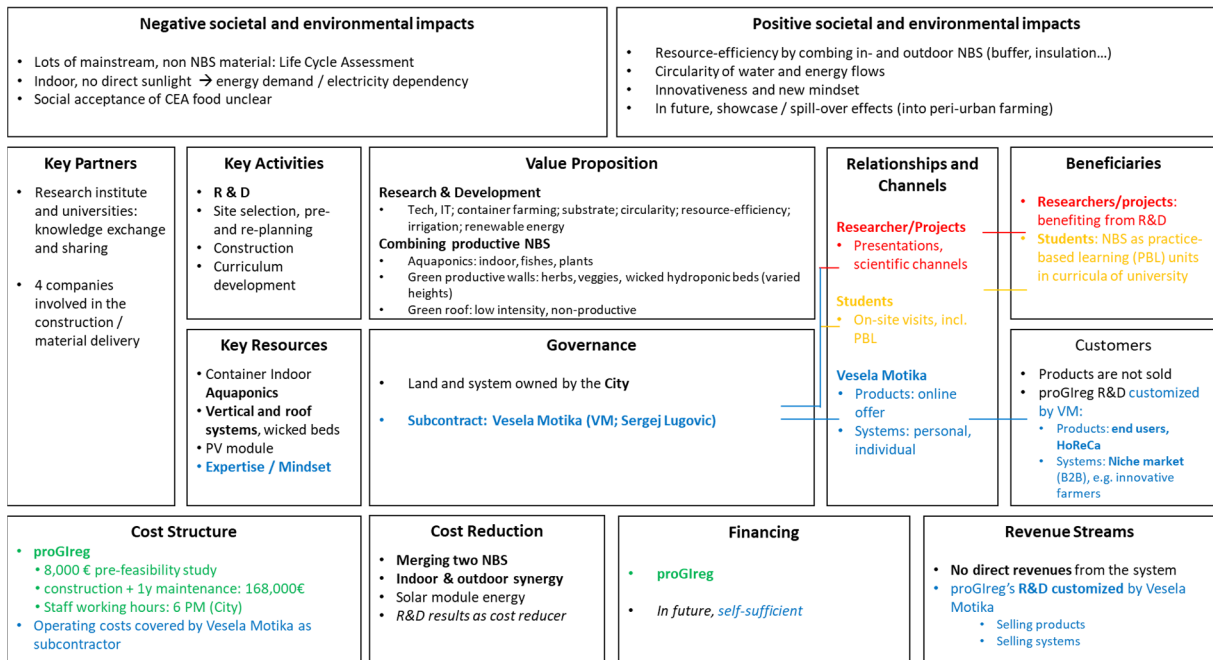 Negative societal and environmental impacts
• Lots of mainstream, non NBS material: Life Cycle Assessment
• Indoor, no direct sunlight → energy demand / electricity dependency
• Social acceptance of CEA food unclear
Positive societal and environmental impacts
• Resource-efficiency by combing in- and outdoor NBS (buffer, insulation…)
• Circularity of water and energy flows
• Innovativeness and new mindset
• In future, showcase / spill-over effects (into peri-urban farming)
Key Partners
• Research institute
and universities:
knowledge exchange
and sharing
• 4 companies
involved in the
construction /
material delivery
Key Activities
• R & D
• Site selection, pre-
and re-planning
• Construction
• Curriculum
development
Key Resources
• Container Indoor
Aquaponics
• Vertical and roof
systems, wicked beds
• PV module
• Expertise / Mindset
Value Proposition
Research & Development
• Tech, IT; container farming; substrate; circularity; resource-efficiency;
irrigation; renewable energy
Combining productive NBS
• Aquaponics: indoor, fishes, plants
• Green productive walls: herbs, veggies, wicked hydroponic beds (varied
heights)
• Green roof: low intensity, non-productive
Governance
• Land and system owned by the City
• Subcontract: Vesela Motika (VM; Sergej Lugovic)
Relationships and
Channels
Researcher/Projects
• Presentations,
scientific channels
Students
• On-site visits, incl.
PBL
Vesela Motika
• Products: online
offer
• Systems: personal,
individual
Beneficiaries
• Researchers/projects:
benefiting from R&D
• Students: NBS as practice-
based learning (PBL) units
in curricula of university
Customers
• Products are not sold
• proGIreg R&D customized
by VM:
• Products: end users,
HoReCa
• Systems: Niche market
(B2B), e.g. innovative
farmers
Cost Structure
• proGIreg
• 8,000 € pre-feasibility study
• construction + 1y maintenance: 168,000€
• Staff working hours: 6 PM (City)
• Operating costs covered by Vesela Motika as
subcontractor
Cost Reduction
• Merging two NBS
• Indoor & outdoor synergy
• Solar module energy
• R&D results as cost reducer
Financing
• proGIreg
• In future, self-sufficient
Revenue Streams
• No direct revenues from the system
• proGIreg's R&D customized by Vesela
Motika
• Selling products
• Selling systems